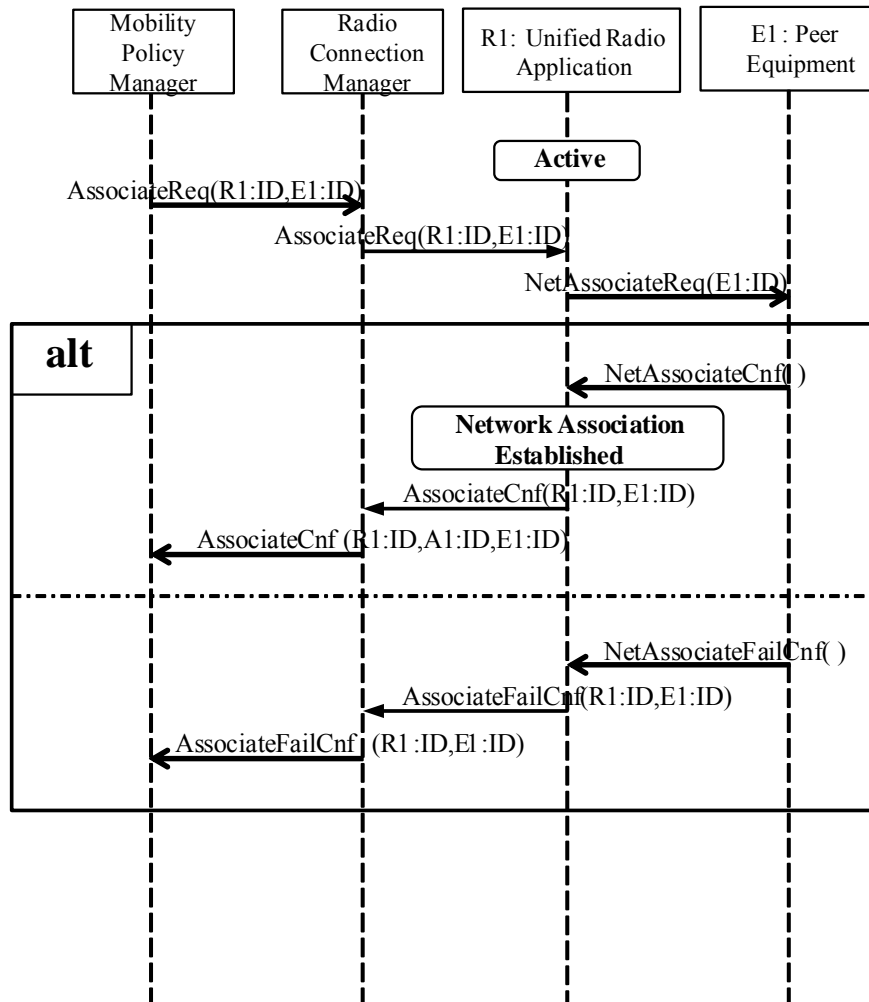 Mobility
Policy
Manager
Radio
Connection
Manager
R1: Unified Radio
Application
E1 : Peer
Equipment
Active
AssociateReq(R1:ID,E1:ID)
AssociateReq(R1:ID,E1:ID)
NetAssociateReq(E1:ID)
alt
NetAssociateCnf( )
Network Association
Established
AssociateCnf(R1:ID,E1:ID)
AssociateCnf (R1:ID,A1:ID,E1:ID)
NetAssociateFailCnf( )
AssociateFailCnf(R1:ID,E1:ID)
AssociateFailCnf (R1:ID,El:ID)